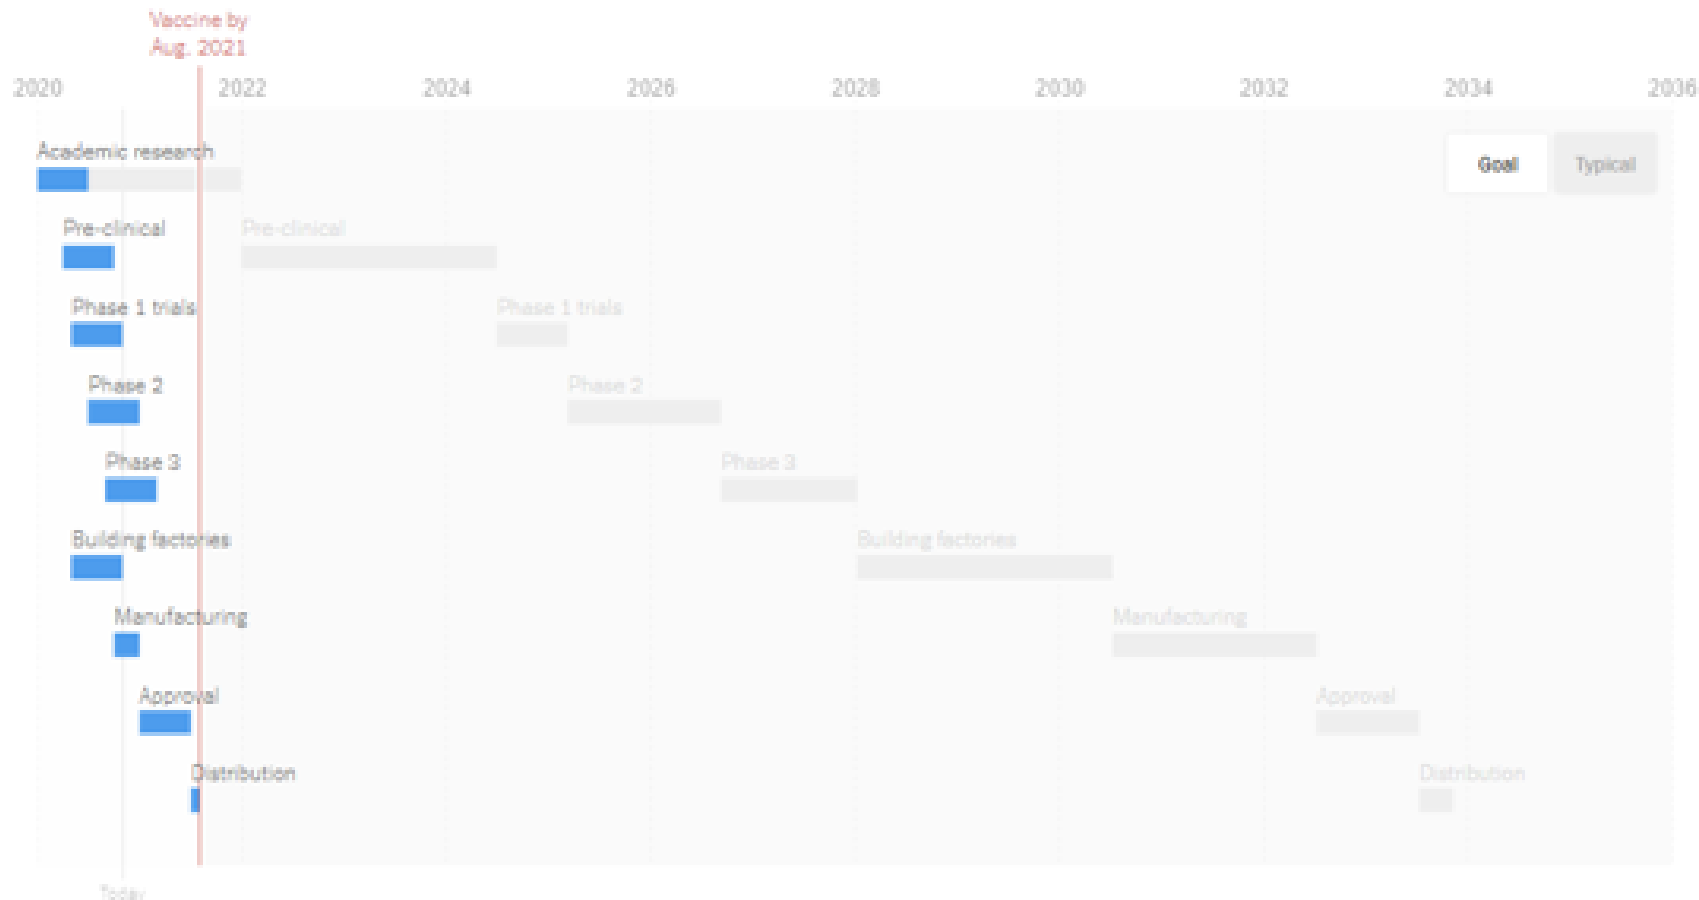 Vaccine by
Aug. 2021
2020 2022 2024 2026 2028 2030 2032 2034 2036
Academic research
Goal Typical
Pre-clinical Pre-clinical
Phase 1 trials Phase 1 trials
Phase 2 Phase 2
Phase 3 Phase 3
Building factories Building factories
Manufacturing Manufacturing
Approval Approval
Distribution Distribution
Today